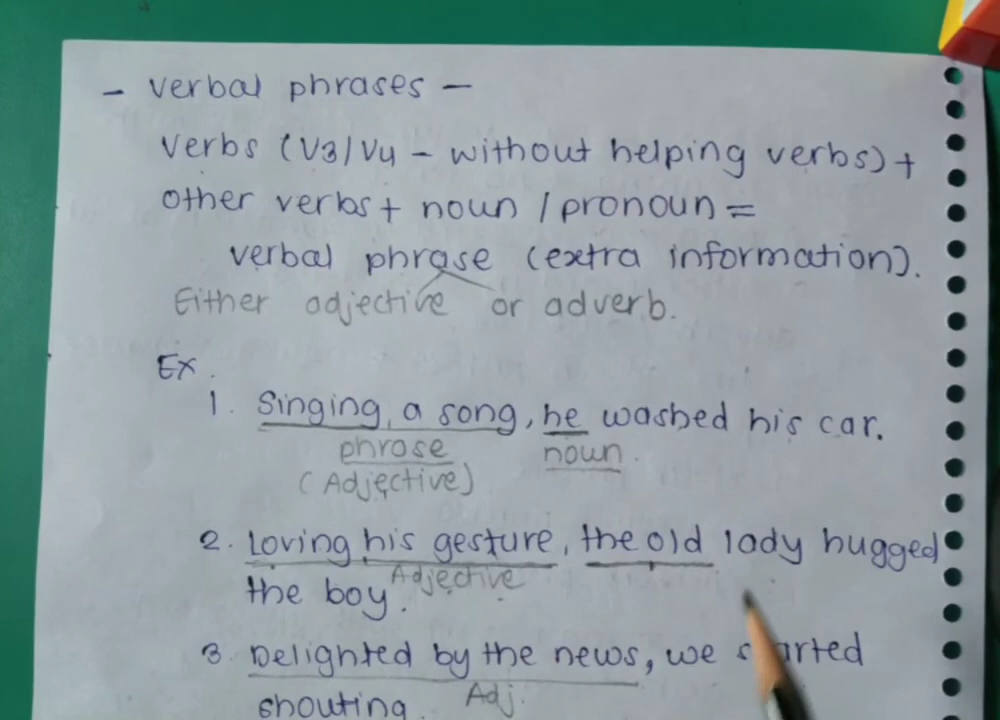 - verbal phrases -
verbs (V3/V4 - without helping verbs) +
other verbs + noun / pronoun =
verbal phrase (extra information).
Either adjective or adverb.
Ex.
1. Singing a song, he washed his car.
phrase noun.
(Adjective)
2. Loving his gesture, the old lady hugged
the boy. Adjective
3. Delighted by the news, we started
shouting. Adj.